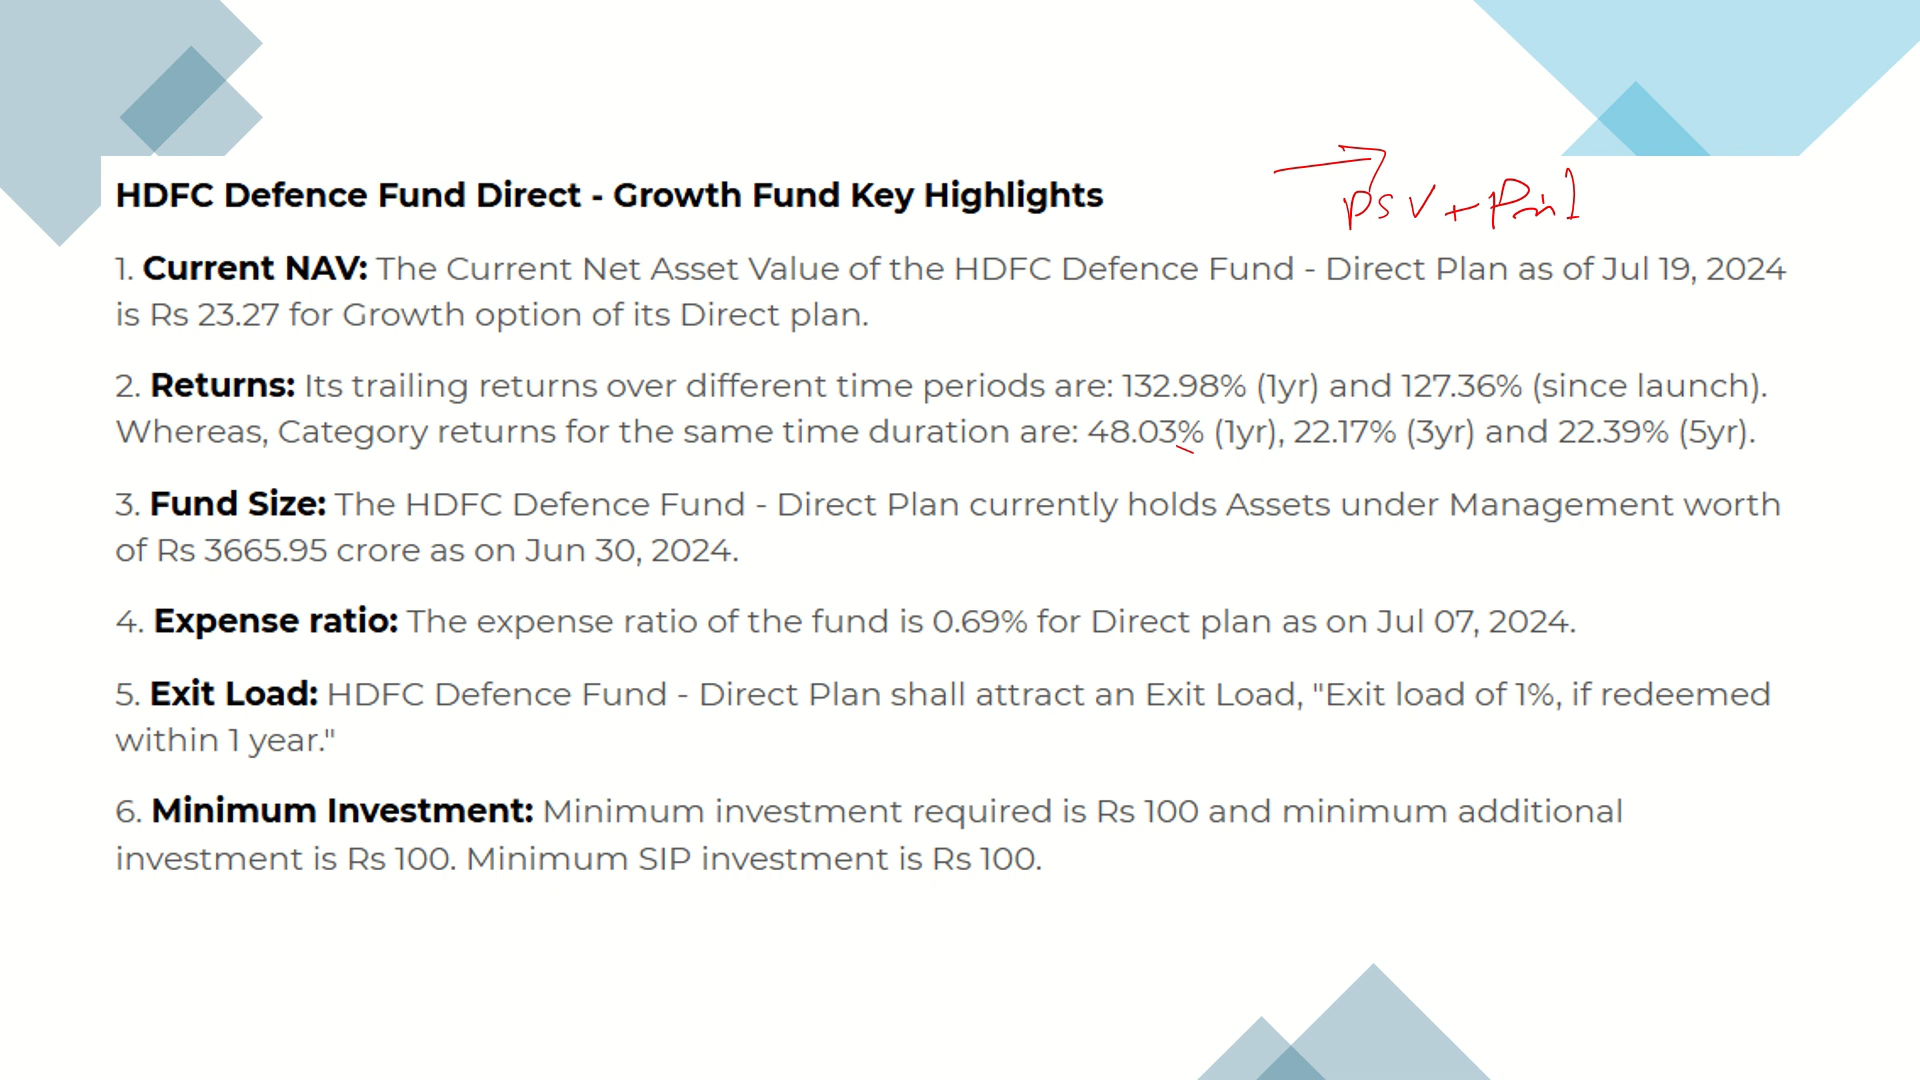 HDFC Defence Fund Direct - Growth Fund Key Highlights
PSV +
1. Current NAV: The Current Net Asset Value of the HDFC Defence Fund - Direct Plan as of Jul 19, 2024
is Rs 23.27 for Growth option of its Direct plan.
2. Returns: Its trailing returns over different time periods are: 132.98% (1yr) and 127.36% (since launch).
Whereas, Category returns for the same time duration are: 48.03% (1yr), 22.17% (3yr) and 22.39% (5yr).
3. Fund Size: The HDFC Defence Fund - Direct Plan currently holds Assets under Management worth
of Rs 3665.95 crore as on Jun 30, 2024.
4. Expense ratio: The expense ratio of the fund is 0.69% for Direct plan as on Jul 07, 2024.
5. Exit Load: HDFC Defence Fund - Direct Plan shall attract an Exit Load, "Exit load of 1%, if redeemed
within 1 year."
6. Minimum Investment: Minimum investment required is Rs 100 and minimum additional
investment is Rs 100. Minimum SIP investment is Rs 100.